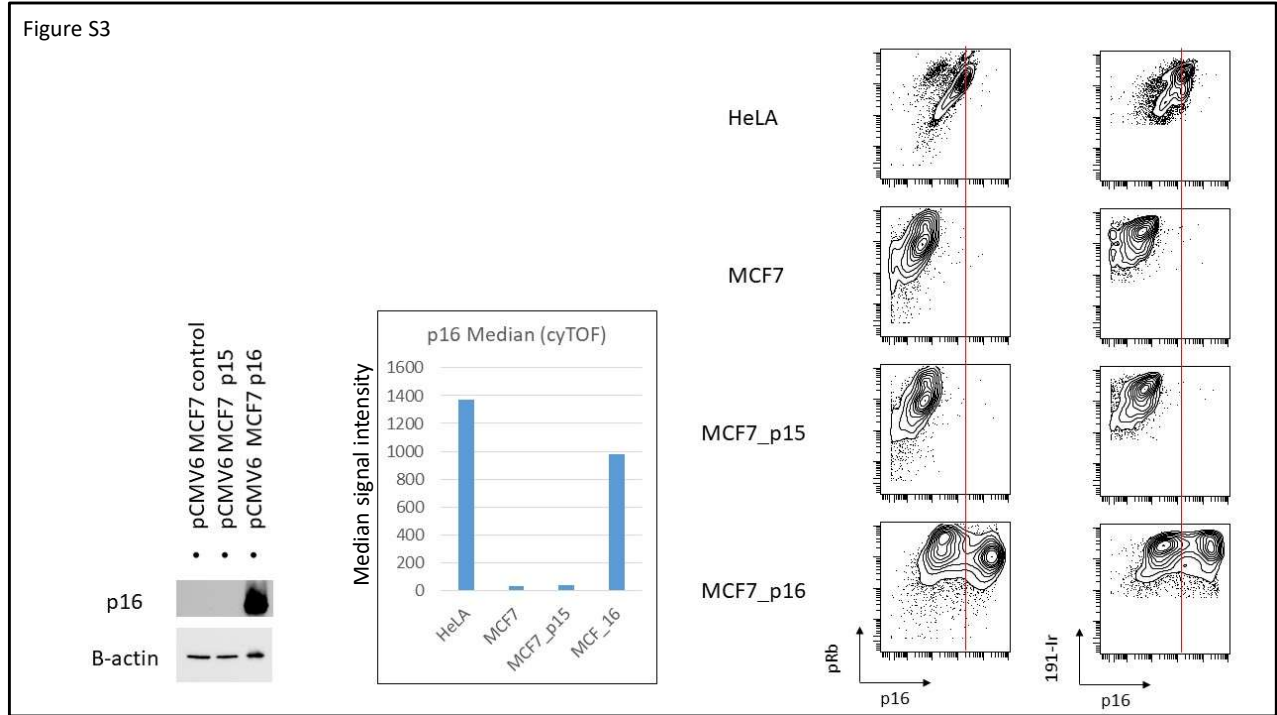 Figure S3
pCMV6 MCF7 control
pCMV6 MCF7 p15
pCMV6 MCF7 p16
p16
B-actin
p16 Median (cyTOF)
Median signal intensity
1600
1400
1200
1000
800
600
400
200
0
HeLA
MCF7
MCF7_p15
MCF_16
HeLA
MCF7
MCF7_p15
MCF7_p16
pRb
p16
191-Ir
p16